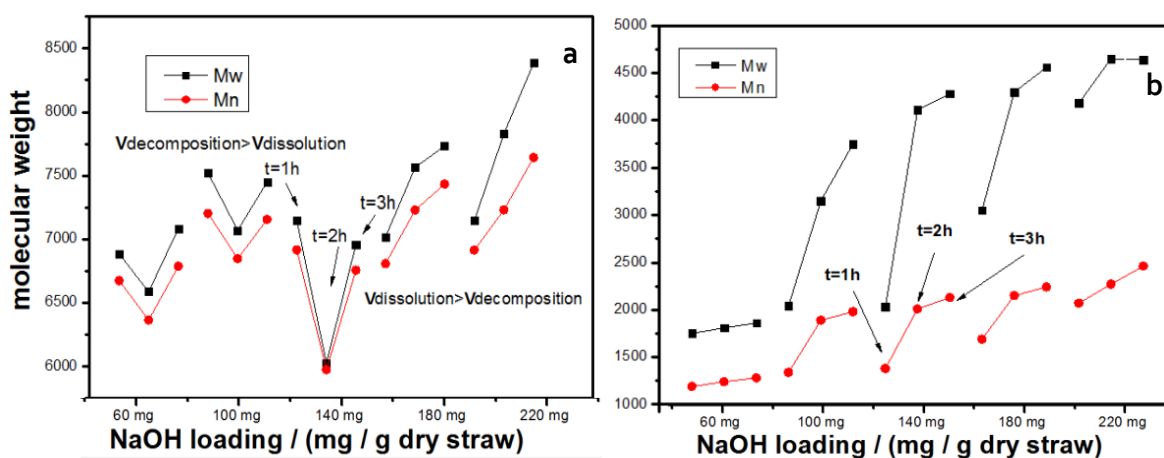 a
Mw
Mn
Vdecomposition>Vdissolution
t=1h
t=2h
t=3h
Vdissolution>Vdecomposition
molecular weight
8500
8000
7500
7000
6500
6000
60 mg
100 mg
140 mg
180 mg
220 mg
NaOH loading / (mg / g dry straw)
b
Mw
Mn
t=1h
t=2h
t=3h
5000
4500
4000
3500
3000
2500
2000
1500
1000
60 mg
100 mg
140 mg
180 mg
220 mg
NaOH loading / (mg / g dry straw)